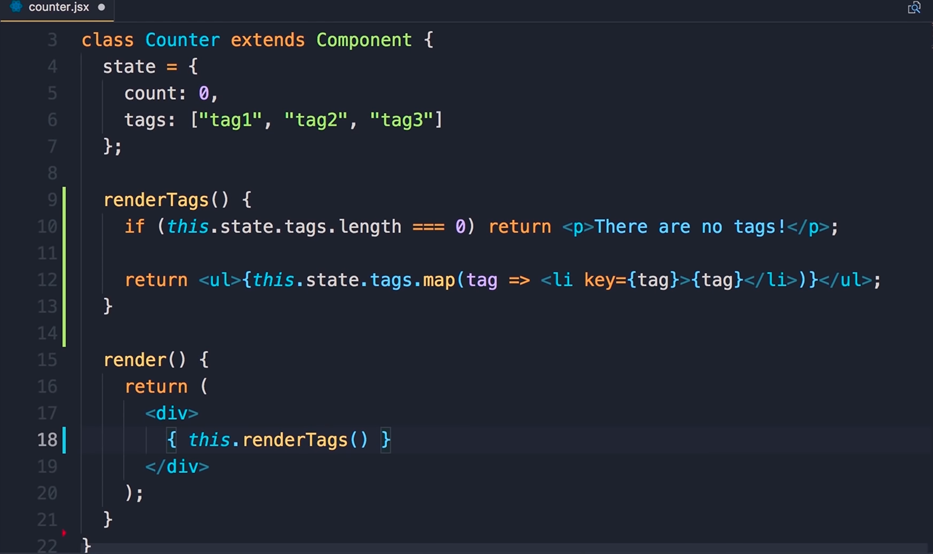 counter.jsx
3 class Counter extends Component {
4 state = {
5 count: 0,
6 tags: ["tag1", "tag2", "tag3"]
7 };
8
9 renderTags() {
10 if (this.state.tags.length === 0) return <p>There are no tags!</p>;
11
12 return <ul>{this.state.tags.map(tag => <li key={tag}>{tag}</li>)}</ul>;
13 }
14
15 render() {
16 return (
17 <div>
18 { this.renderTags() }
19 </div>
20 );
21 }
22 }